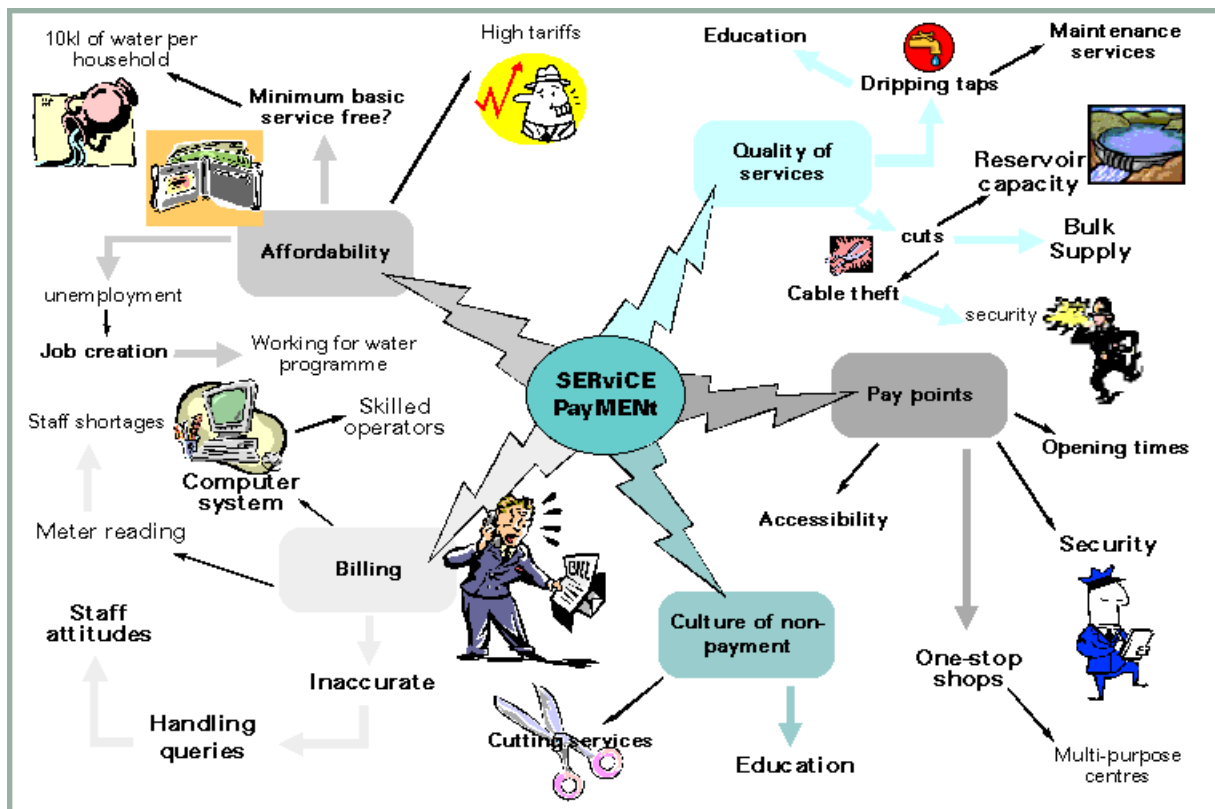 10kl of water per
household
Minimum basic
service free?
High tariffs
Affordability
unemployment
Job creation
Working for water
programme
Education
Dripping taps
Maintenance
services
Quality of
services
Reservoir
capacity
cuts
Bulk
Supply
Cable theft
security
SERviCE
PayMENt
Pay points
Opening times
Accessibility
Security
One-stop
shops
Multi-purpose
centres
Staff shortages
Skilled
operators
Computer
system
Meter reading
Billing
BILL
Staff
attitudes
Inaccurate
Handling
queries
Culture of non-
payment
Cutting services
Education